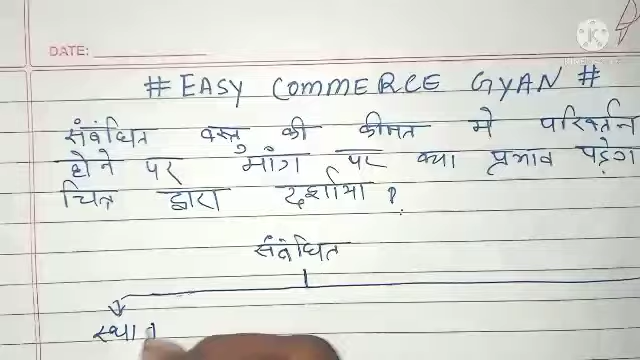 DATE:
# EASY COMMERCE GYAN #
संबंधित वस्तु की कीमत मे परिवर्तन
होने पर मांग पर क्या प्रभाव पड़ेगा
चित्र द्वारा दर्शाया ?
संबंधित
स्थान